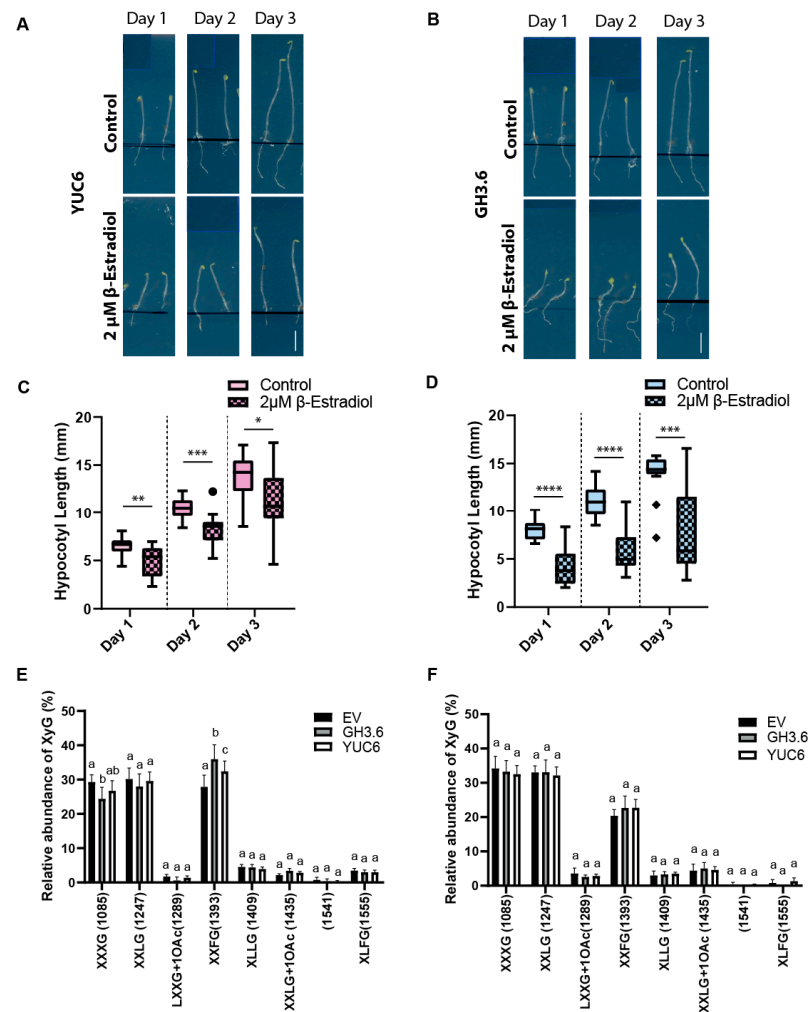 A
Day 1 Day 2 Day 3
YUC6
Control
2 µM β-Estradiol
B
Day 1 Day 2 Day 3
GH3.6
Control
2 µM β-Estradiol
C
Control
2µM β-Estradiol
Hypocotyl Length (mm)
20
15
10
5
0
**
***
*
Day 1
Day 2
Day 3
D
Control
2µM β-Estradiol
Hypocotyl Length (mm)
20
15
10
5
0
****
****
***
Day 1
Day 2
Day 3
E
EV
GH3.6
YUC6
Relative abundance of XyG (%)
50
40
30
20
10
0
a b ab
a a a
a a a
a b c
a a a
a a a
a a a
a a a
XXXG (1085)
XXLG (1247)
LXXG+1OAc(1289)
XXFG(1393)
XLLG (1409)
XXLG+1OAc (1435)
(1541)
XLFG(1555)
F
EV
GH3.6
YUC6
Relative abundance of XyG (%)
50
40
30
20
10
0
a a a
a a a
a a a
a a a
a a a
a a a
a a a
a a a
XXXG (1085)
XXLG (1247)
LXXG+1OAc(1289)
XXFG(1393)
XLLG (1409)
XXLG+1OAc (1435)
(1541)
XLFG(1555)